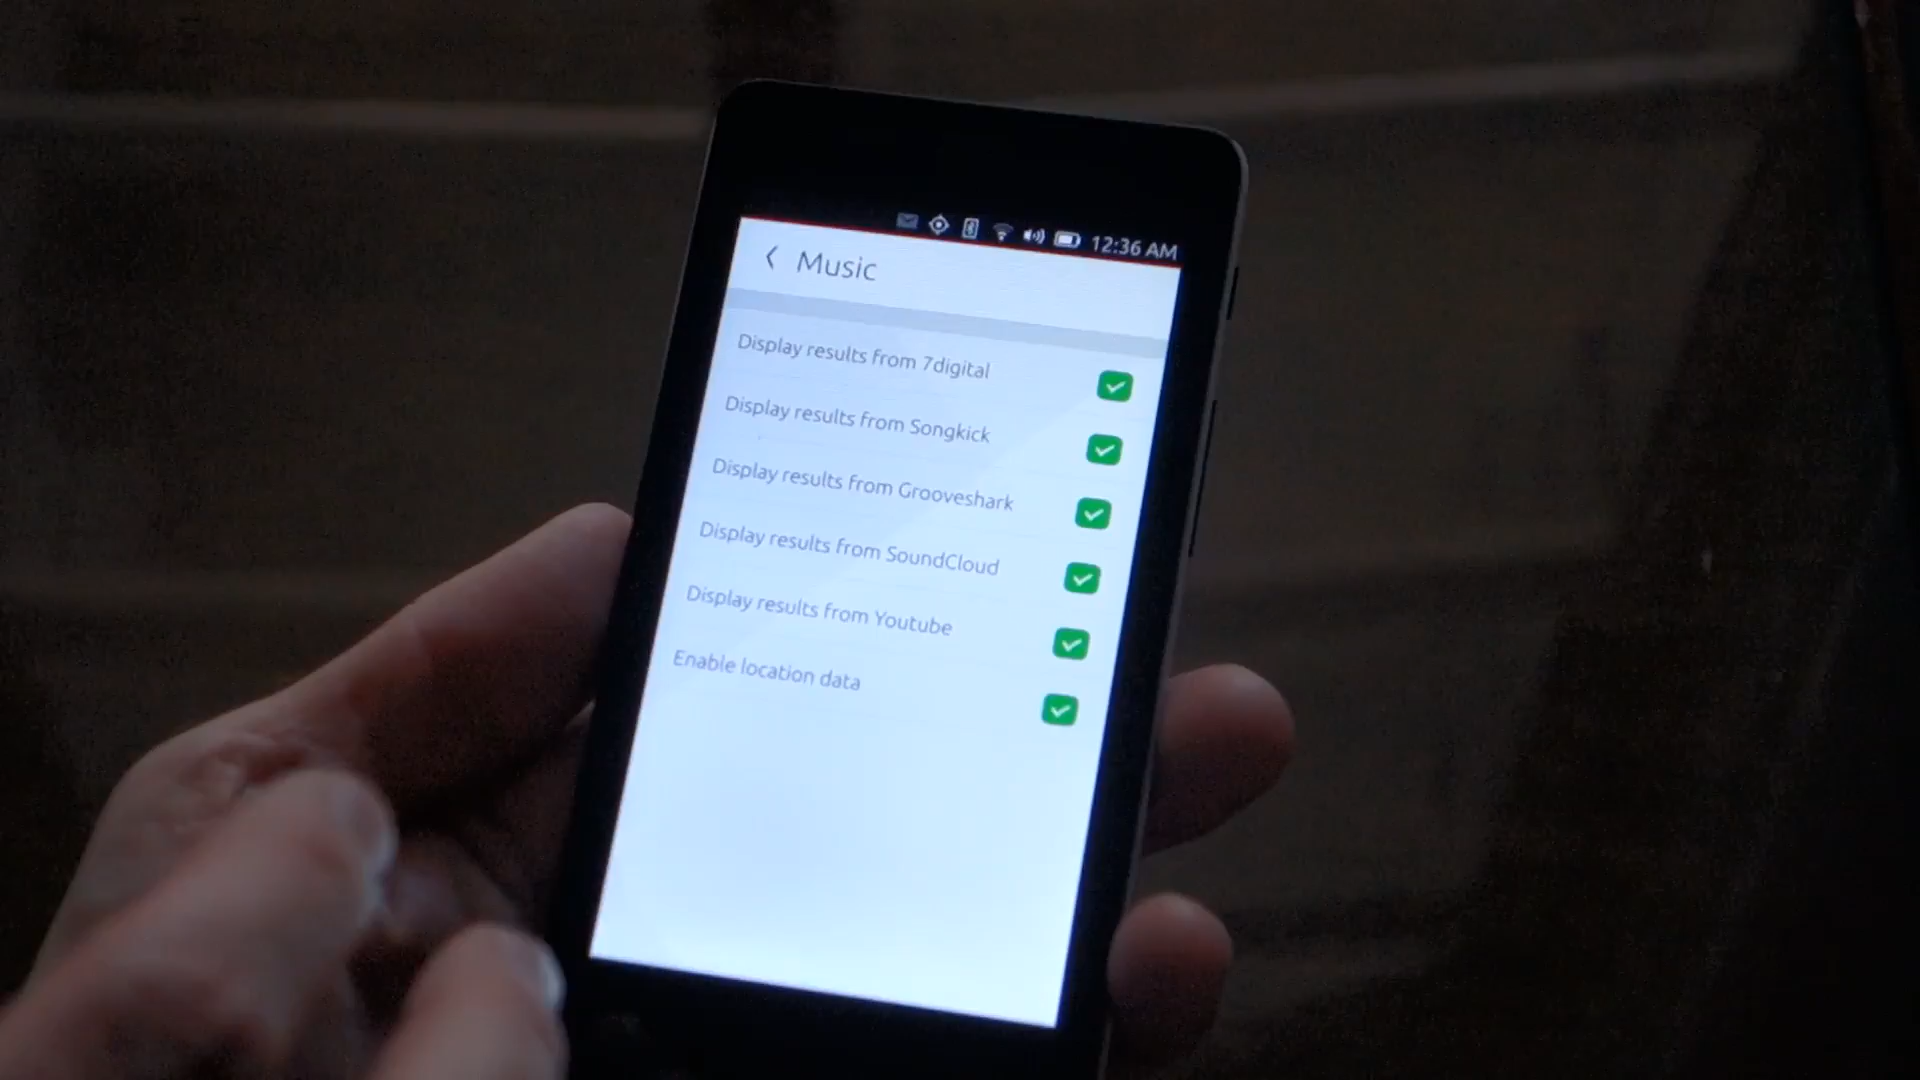 12:36 AM
Music
Display results from 7digital
Display results from Songkick
Display results from Grooveshark
Display results from SoundCloud
Display results from Youtube
Enable location data